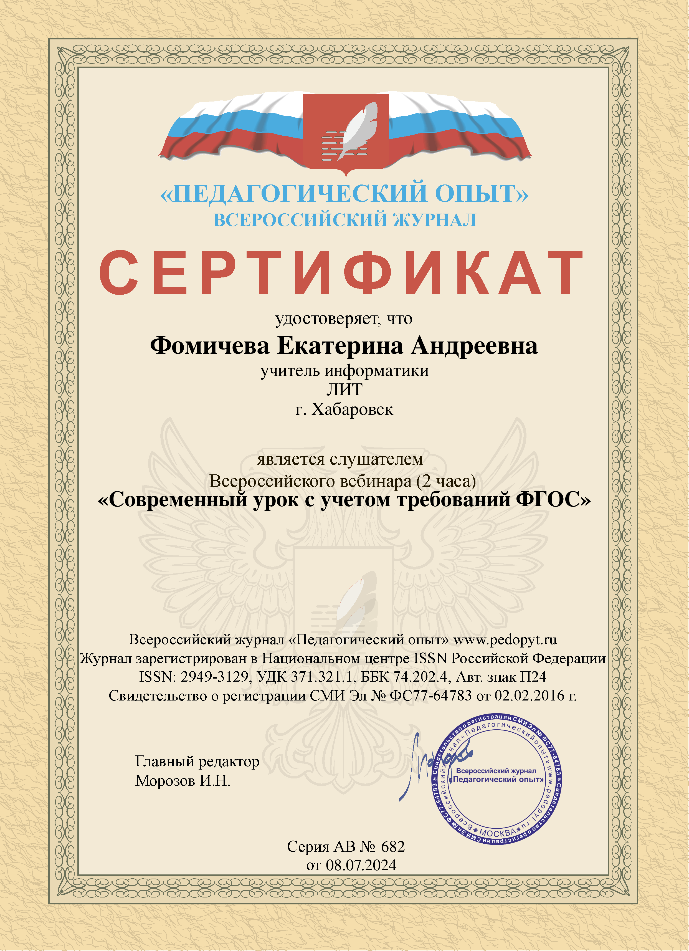 «ПЕДАГОГИЧЕСКИЙ ОПЫТ»
ВСЕРОССИЙСКИЙ ЖУРНАЛ
СЕРТИФИКАТ
удостоверяет, что
Фомичева Екатерина Андреевна
учитель информатики
ЛИТ
г. Хабаровск
является слушателем
Всероссийского вебинара (2 часа)
«Современный урок с учетом требований ФГОС»
Всероссийский журнал «Педагогический опыт» www.pedopyt.ru
Журнал зарегистрирован в Национальном центре ISSN Российской Федерации
ISSN: 2949-3129, УДК 371.321.1, ББК 74.202.4, Авт. знак П24
Свидетельство о регистрации СМИ Эл № ФС77-64783 от 02.02.2016 г.
Главный редактор
Морозов И.Н.
Всероссийский журнал
"Педагогический опыт"
МОСКВА
Серия АВ № 682
от 08.07.2024